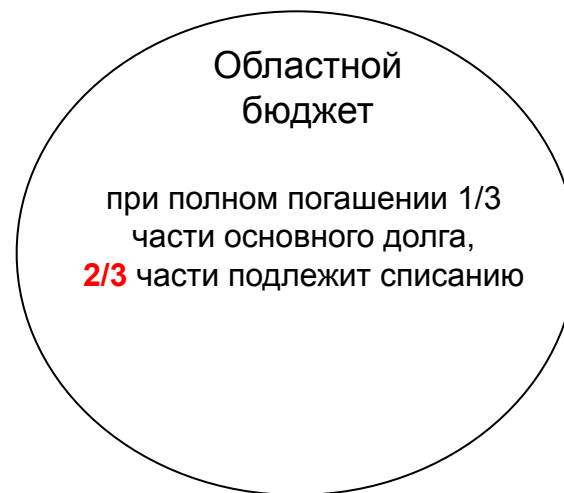 Областной
бюджет
при полном погашении 1/3
части основного долга,
2/3 части подлежит списанию